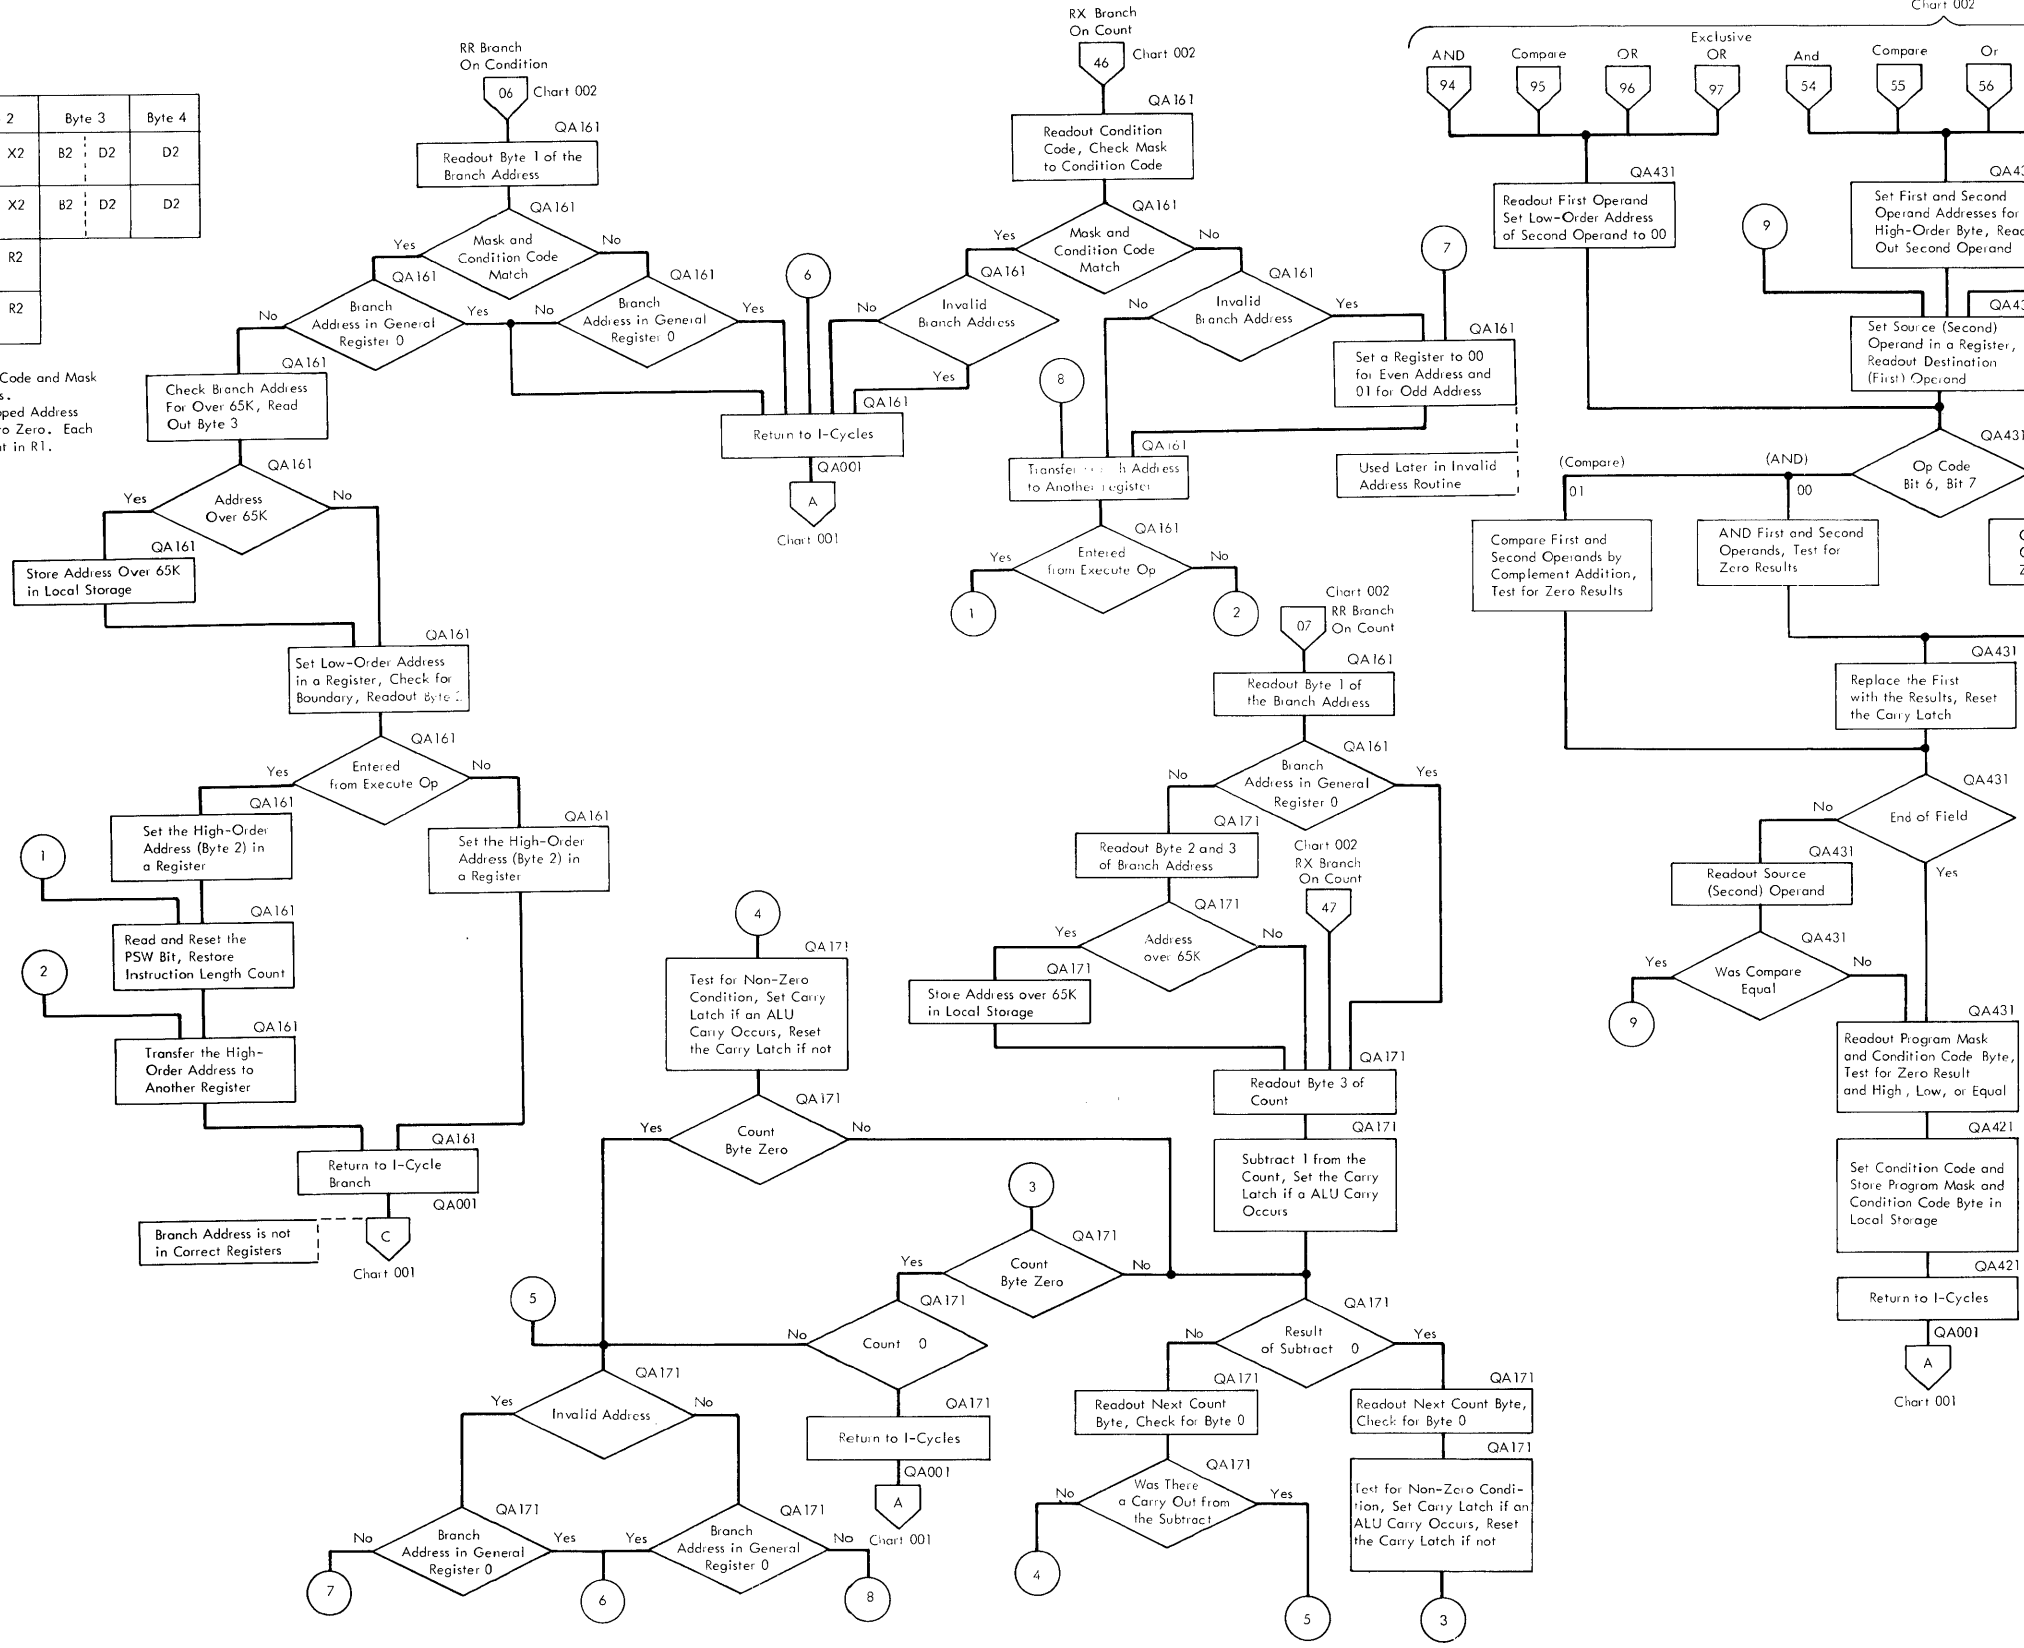 2
Byte 3
Byte 4
X2
B2
D2
D2
X2
B2
D2
D2
R2
R2
Code and Mask
s.
pped Address
ro Zero. Each
in R1.
RR Branch
On Condition
06
Chart 002
QA161
Readout Byte 1 of the
Branch Address
QA161
Mask and
Condition Code
Match
Yes
No
QA161
Branch
Address in General
Register 0
No
Yes
QA161
Branch
Address in General
Register 0
No
Yes
6
QA161
Check Branch Address
For Over 65K, Read
Out Byte 3
QA161
Address
Over 65K
Yes
No
QA161
Store Address Over 65K
in Local Storage
QA161
Set Low-Order Address
in a Register, Check for
Boundary, Readout Byte
QA161
Entered
from Execute Op
Yes
No
QA161
Set the High-Order
Address (Byte 2) in
a Register
QA161
Set the High-Order
Address (Byte 2) in
a Register
1
QA161
Read and Reset the
PSW Bit, Restore
Instruction Length Count
2
QA161
Transfer the High-
Order Address to
Another Register
QA161
Return to I-Cycle
Branch
QA001
Branch Address is not
in Correct Registers
C
Chart 001
QA161
Return to I-Cycles
QA001
A
Chart 001
RX Branch
On Count
46
Chart 002
QA161
Readout Condition
Code, Check Mask
to Condition Code
QA161
Mask and
Condition Code
Match
Yes
No
QA161
Invalid
Branch Address
No
Yes
QA161
Invalid
Branch Address
No
Yes
7
QA161
Set a Register to 00
for Even Address and
01 for Odd Address
Used Later in Invalid
Address Routine
8
QA161
Transfer Address
to Another register
QA161
Entered
from Execute Op
Yes
No
1
2
Chart 002
RR Branch
On Count
07
QA161
Readout Byte 1 of
the Branch Address
QA161
Branch
Address in General
Register 0
No
Yes
QA171
Readout Byte 2 and 3
of Branch Address
Chart 002
RX Branch
On Count
47
QA171
Address
over 65K
Yes
No
QA171
Store Address over 65K
in Local Storage
QA171
Readout Byte 3 of
Count
QA171
Subtract 1 from the
Count, Set the Carry
Latch if a ALU Carry
Occurs
4
QA171
Test for Non-Zero
Condition, Set Carry
Latch if an ALU
Carry Occurs, Reset
the Carry Latch if not
QA171
Count
Byte Zero
Yes
No
3
QA171
Count
Byte Zero
Yes
No
QA171
Count 0
No
5
QA171
Invalid Address
Yes
No
QA171
Return to I-Cycles
QA001
A
Chart 001
QA171
Branch
Address in General
Register 0
No
Yes
QA171
Branch
Address in General
Register 0
Yes
No
7
6
8
QA171
Result
of Subtract 0
No
Yes
QA171
Readout Next Count
Byte, Check for Byte 0
QA171
Readout Next Count Byte,
Check for Byte 0
QA171
Was There
a Carry Out from
the Subtract
No
Yes
QA171
Test for Non-Zero Condi-
tion, Set Carry Latch if an
ALU Carry Occurs, Reset
the Carry Latch if not
4
5
3
Chart 002
Exclusive
AND
Compare
OR
OR
And
Compare
Or
94
95
96
97
54
55
56
QA431
Readout First Operand
Set Low-Order Address
of Second Operand to 00
9
Set First and Second
Operand Addresses for
High-Order Byte,
Out Second Operand
Set Source (Second)
Operand in a Register,
Readout Destination
(First) Operand
QA431
Op Code
Bit 6, Bit 7
(Compare)
01
(AND)
00
Compare First and
Second Operands by
Complement Addition,
Test for Zero Results
AND First and Second
Operands, Test for
Zero Results
QA431
Replace the First
with the Results, Reset
the Carry Latch
QA431
End of Field
No
Yes
QA431
Readout Source
(Second) Operand
QA431
Was Compare
Equal
Yes
No
9
QA431
Readout Program Mask
and Condition Code Byte,
Test for Zero Result
and High, Low, or Equal
QA421
Set Condition Code and
Store Program Mask and
Condition Code Byte in
Local Storage
QA421
Return to I-Cycles
QA001
A
Chart 001